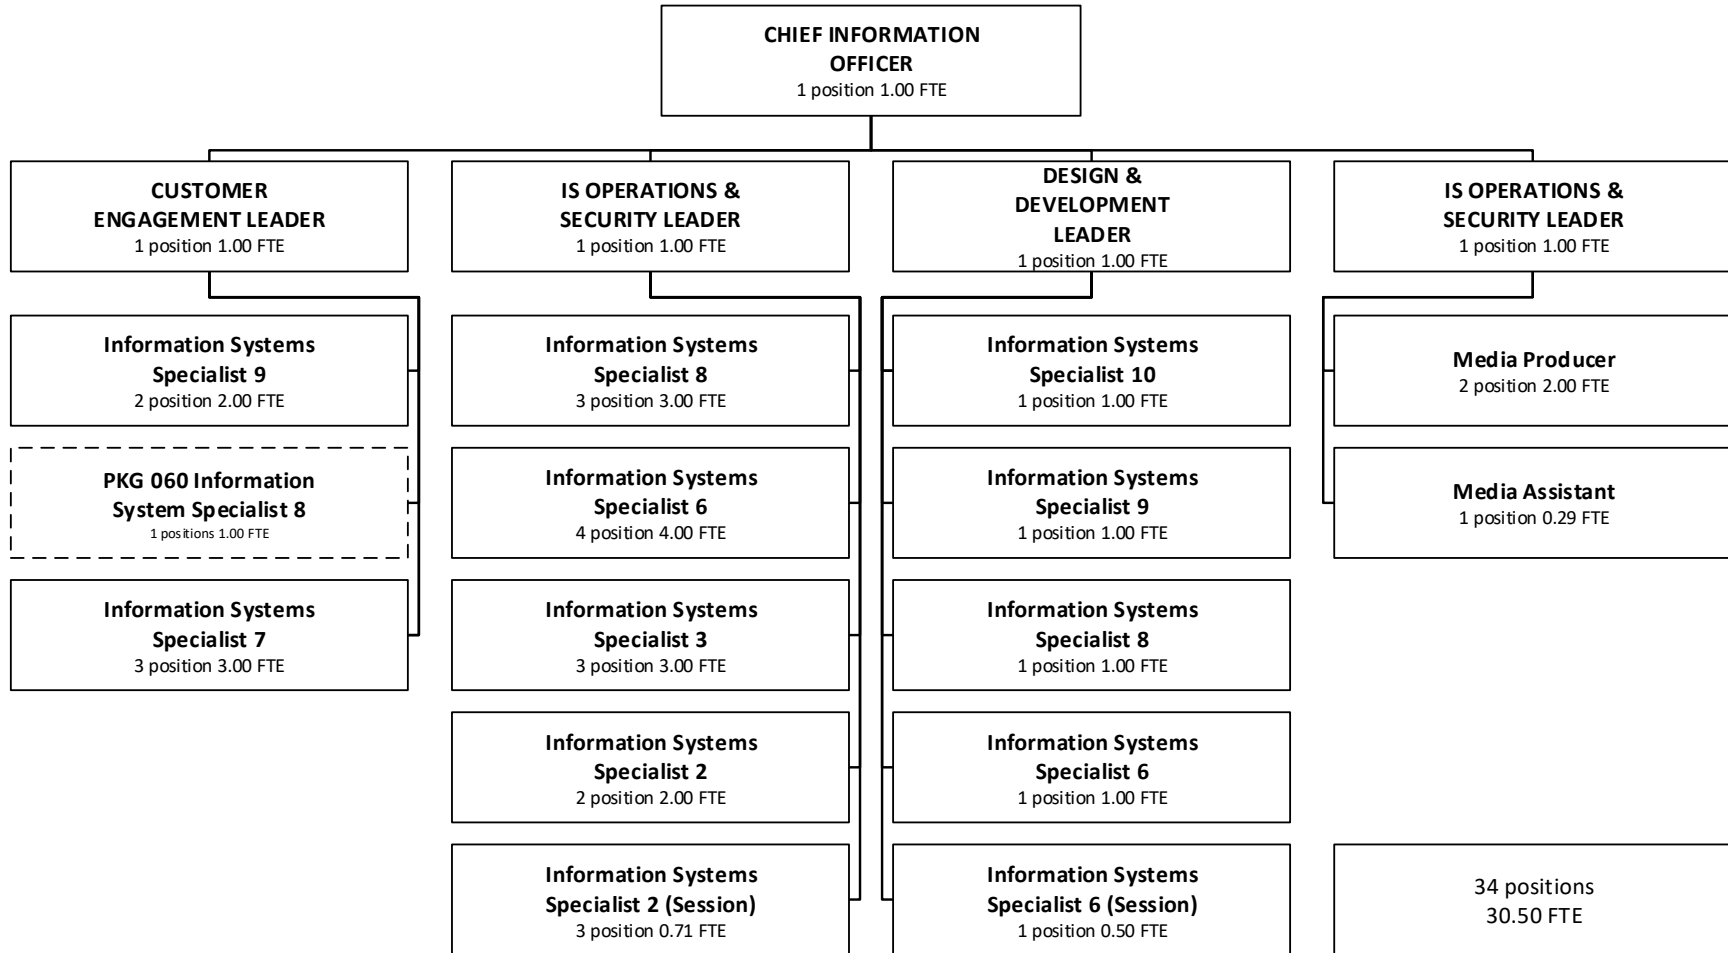 CHIEF INFORMATION
OFFICER
1 position 1.00 FTE
CUSTOMER
ENGAGEMENT LEADER
1 position 1.00 FTE
IS OPERATIONS &
SECURITY LEADER
1 position 1.00 FTE
DESIGN &
DEVELOPMENT
LEADER
1 position 1.00 FTE
IS OPERATIONS &
SECURITY LEADER
1 position 1.00 FTE
Information Systems
Specialist 9
2 position 2.00 FTE
PKG 060 Information
System Specialist 8
1 positions 1.00 FTE
Information Systems
Specialist 7
3 position 3.00 FTE
Information Systems
Specialist 8
3 position 3.00 FTE
Information Systems
Specialist 6
4 position 4.00 FTE
Information Systems
Specialist 3
3 position 3.00 FTE
Information Systems
Specialist 2
2 position 2.00 FTE
Information Systems
Specialist 2 (Session)
3 position 0.71 FTE
Information Systems
Specialist 10
1 position 1.00 FTE
Information Systems
Specialist 9
1 position 1.00 FTE
Information Systems
Specialist 8
1 position 1.00 FTE
Information Systems
Specialist 6
1 position 1.00 FTE
Information Systems
Specialist 6 (Session)
1 position 0.50 FTE
Media Producer
2 position 2.00 FTE
Media Assistant
1 position 0.29 FTE
34 positions
30.50 FTE